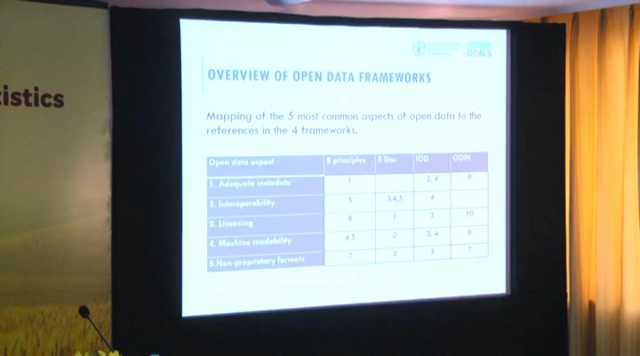 istics
GOALS
OVERVIEW OF OPEN DATA FRAMEWORKS
Mapping of the 5 most common aspects of open data to the
references in the 4 frameworks.
Open data aspect 8 principles 5 Star IOD ODIN
1. Adequate metadata 1 2, 4 9
2. Interoperability 5 3,4,5 4
3. Licensing 8 1 3 10
4. Machine readability 4,5 2 3, 4 6
5.Non-proprietary formats 7 3 3 7